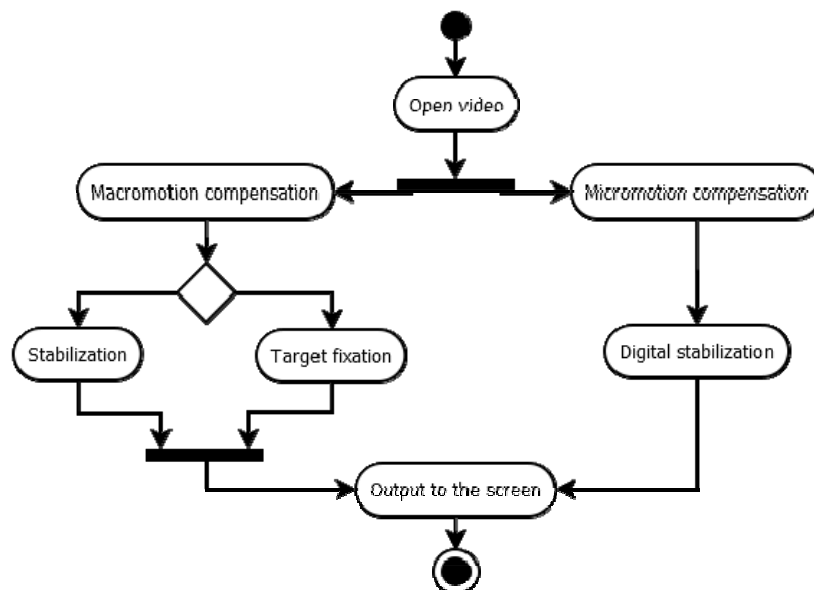 Open video
Macromotion compensation
Micromotion compensation
Stabilization
Target fixation
Digital stabilization
Output to the screen